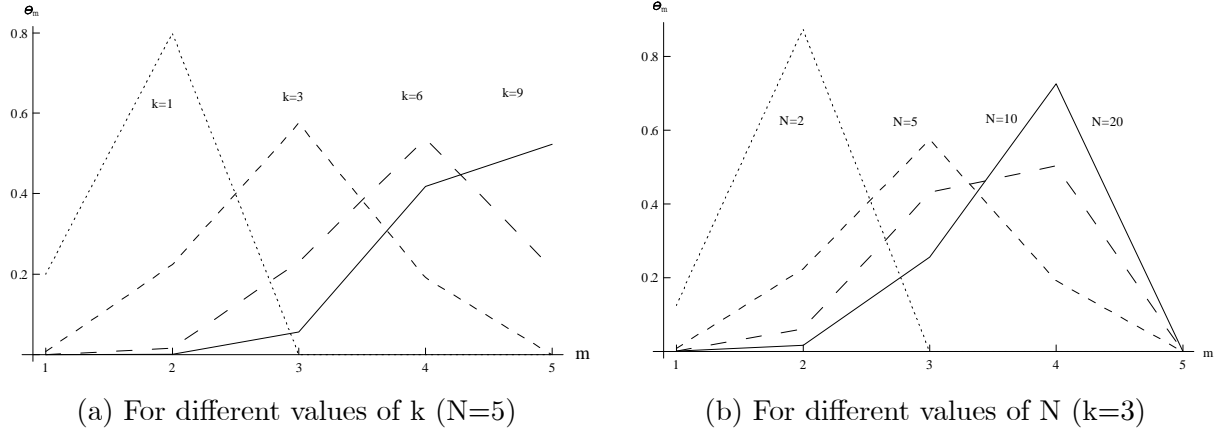 θm
0.8
0.6
0.4
0.2
k=1
k=3
k=6
k=9
1 2 3 4 5 m
(a) For different values of k (N=5)
θm
0.8
0.6
0.4
0.2
N=2
N=5
N=10
N=20
1 2 3 4 5 m
(b) For different values of N (k=3)